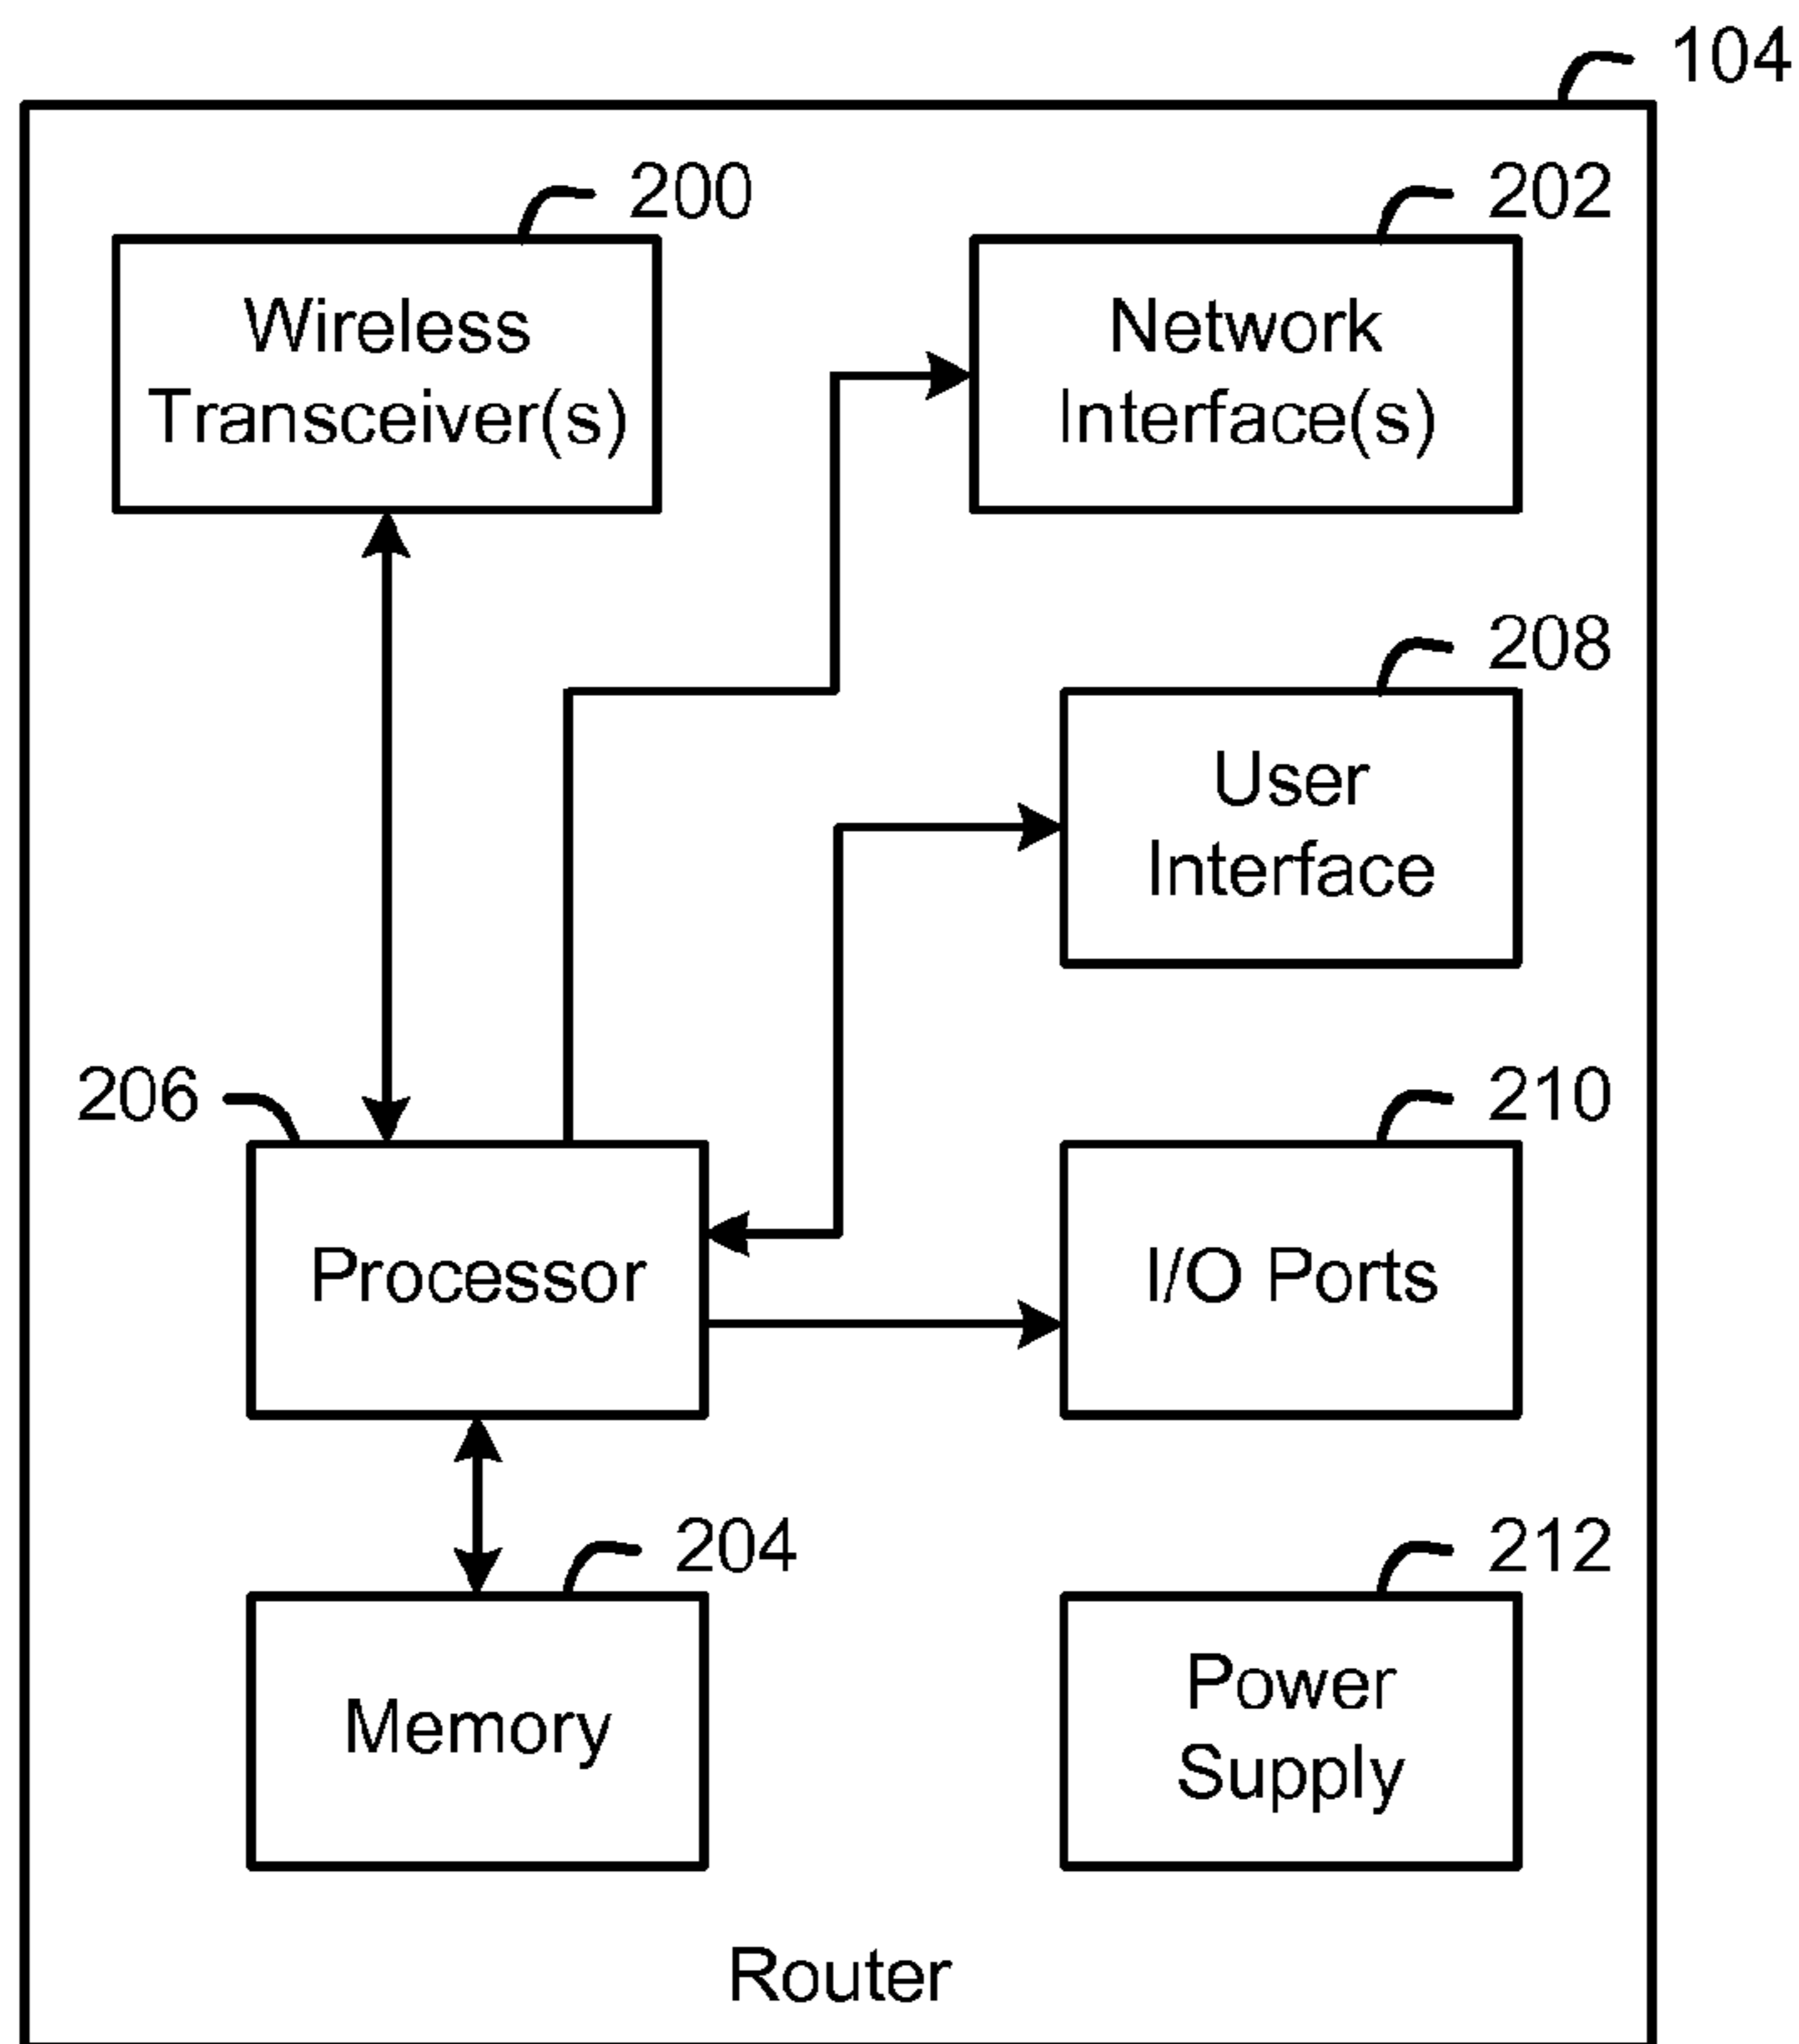 104
200
202
Wireless
Transceiver(s)
Network
Interface(s)
208
User
Interface
206
210
Processor
I/O Ports
204
212
Memory
Power
Supply
Router